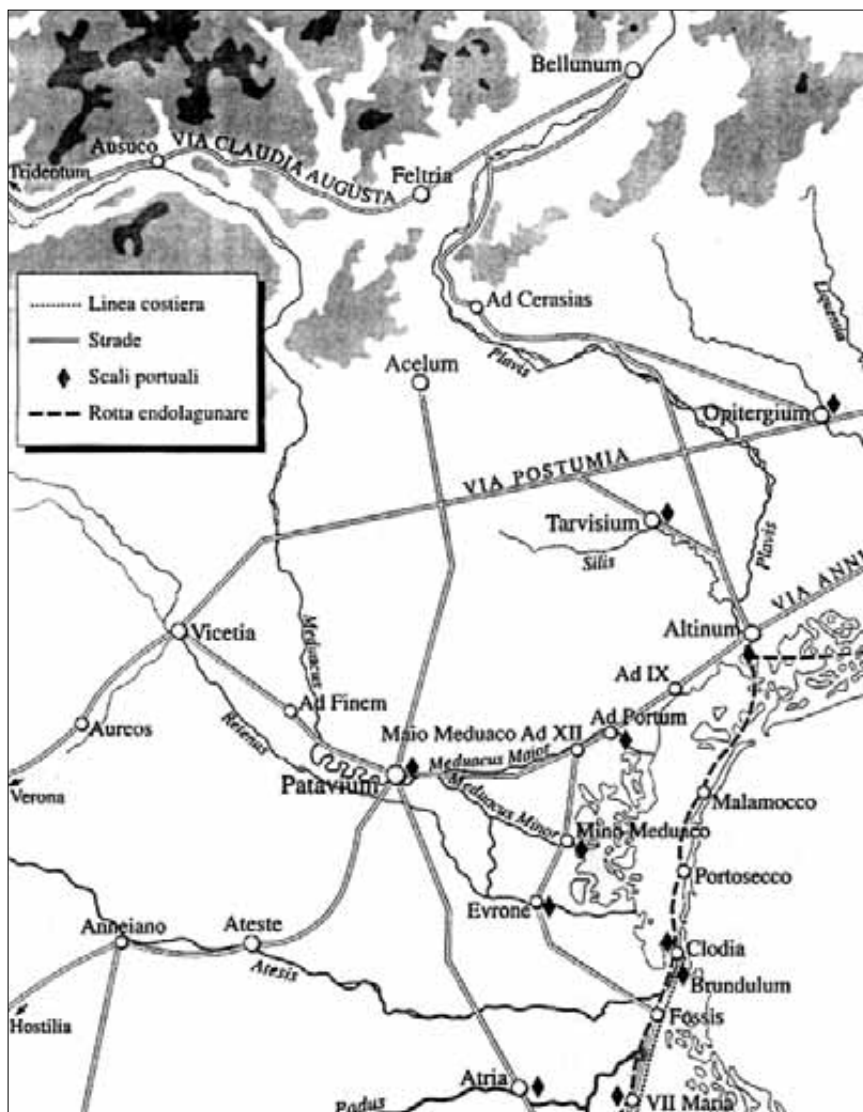 Bellunum
Ausuco
VIA CLAUDIA AUGUSTA
Tridentum
Feltria
Linea costiera
Strade
Scali portuali
Rotta endolagunare
Ad Cerasias
Liquentia
Plavis
Acelum
Opitergium
VIA POSTUMIA
Tarvisium
Silis
Plavis
VIA ANNI
Altinum
Vicetia
Meduacus
Ad IX
Ad Finem
Aureos
Retenus
Maio Meduaco Ad XII
Ad Portum
Meduacus Maior
Verona
Patavium
Meduacus Minor
Malamocco
Mino Meduaco
Portosecco
Evrone
Anneiano
Ateste
Clodia
Atesis
Brundulum
Hostilia
Fossis
Atria
Padus
VII Maria